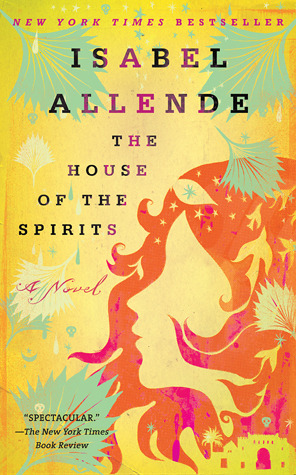 NEW YORK TIMES BESTSELLER
ISABEL
ALLENDE
THE
HOUSE
OF THE
SPIRITS
A Novel
“SPECTACULAR.”
—The New York Times
Book Review